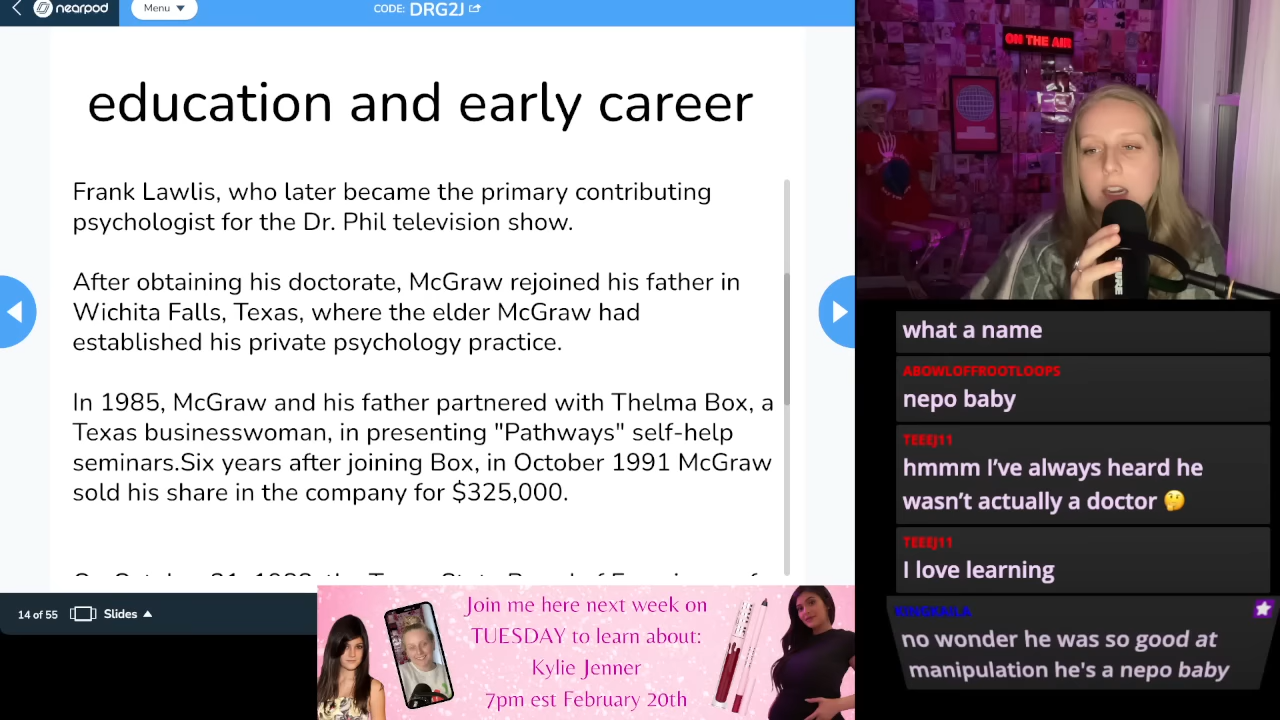 nearpod
Menu
CODE: DRG2J
education and early career
Frank Lawlis, who later became the primary contributing
psychologist for the Dr. Phil television show.
After obtaining his doctorate, McGraw rejoined his father in
Wichita Falls, Texas, where the elder McGraw had
established his private psychology practice.
In 1985, McGraw and his father partnered with Thelma Box, a
Texas businesswoman, in presenting "Pathways" self-help
seminars.Six years after joining Box, in October 1991 McGraw
sold his share in the company for $325,000.
14 of 55
Slides
Join me here next week on
TUESDAY to learn about:
Kylie Jenner
7pm est February 20th
ON THE AIR
what a name
ABOWLOFFROOTLOOPS
nepo baby
TEEEJ11
hmmm I've always heard he
wasn't actually a doctor 🤔
TEEEJ11
I love learning
KINGKAILA
no wonder he was so good at
manipulation he's a nepo baby